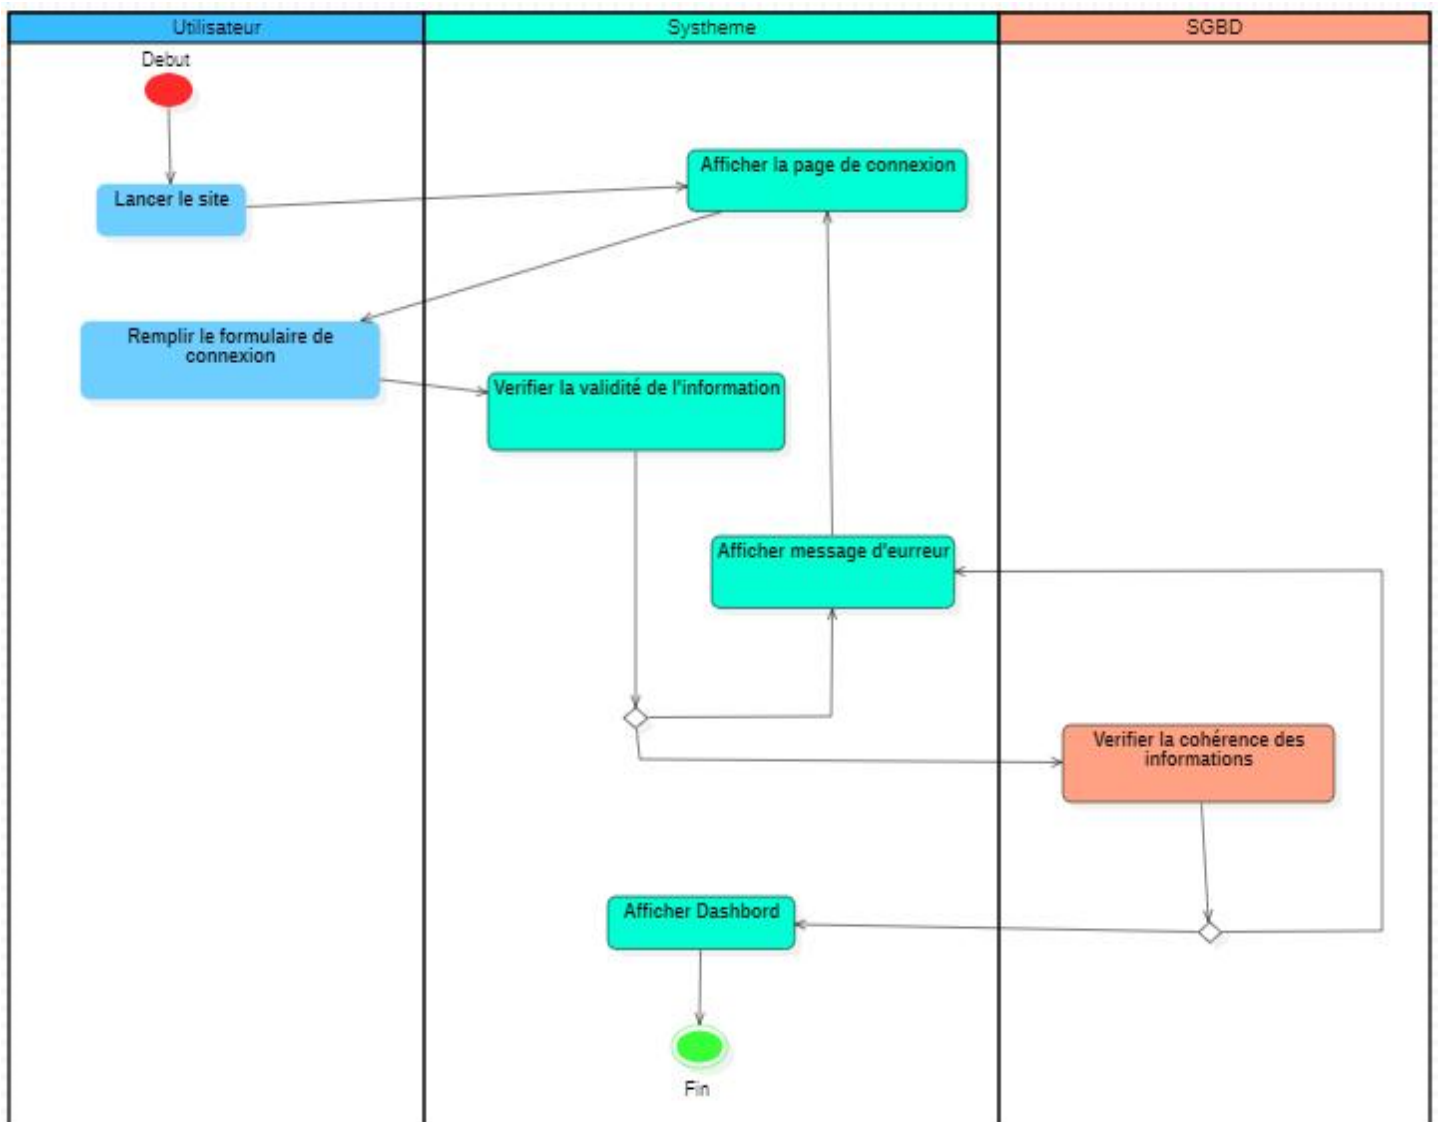 Utilisateur
Systheme
SGBD
Debut
Lancer le site
Afficher la page de connexion
Remplir le formulaire de
connexion
Verifier la validité de l'information
Afficher message d'eurreur
Verifier la cohérence des
informations
Afficher Dashbord
Fin